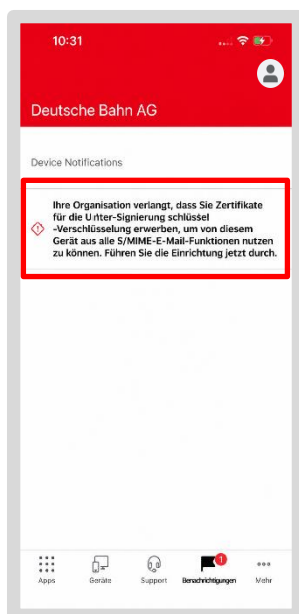 10:31
Deutsche Bahn AG
Device Notifications
Ihre Organisation verlangt, dass Sie Zertifikate
für die Unter-Signierung schlüssel
-Verschlüsselung erwerben, um von diesem
Gerät aus alle S/MIME-E-Mail-Funktionen nutzen
zu können. Führen Sie die Einrichtung jetzt durch.
1
Apps Geräte Support Benachrichtigungen Mehr